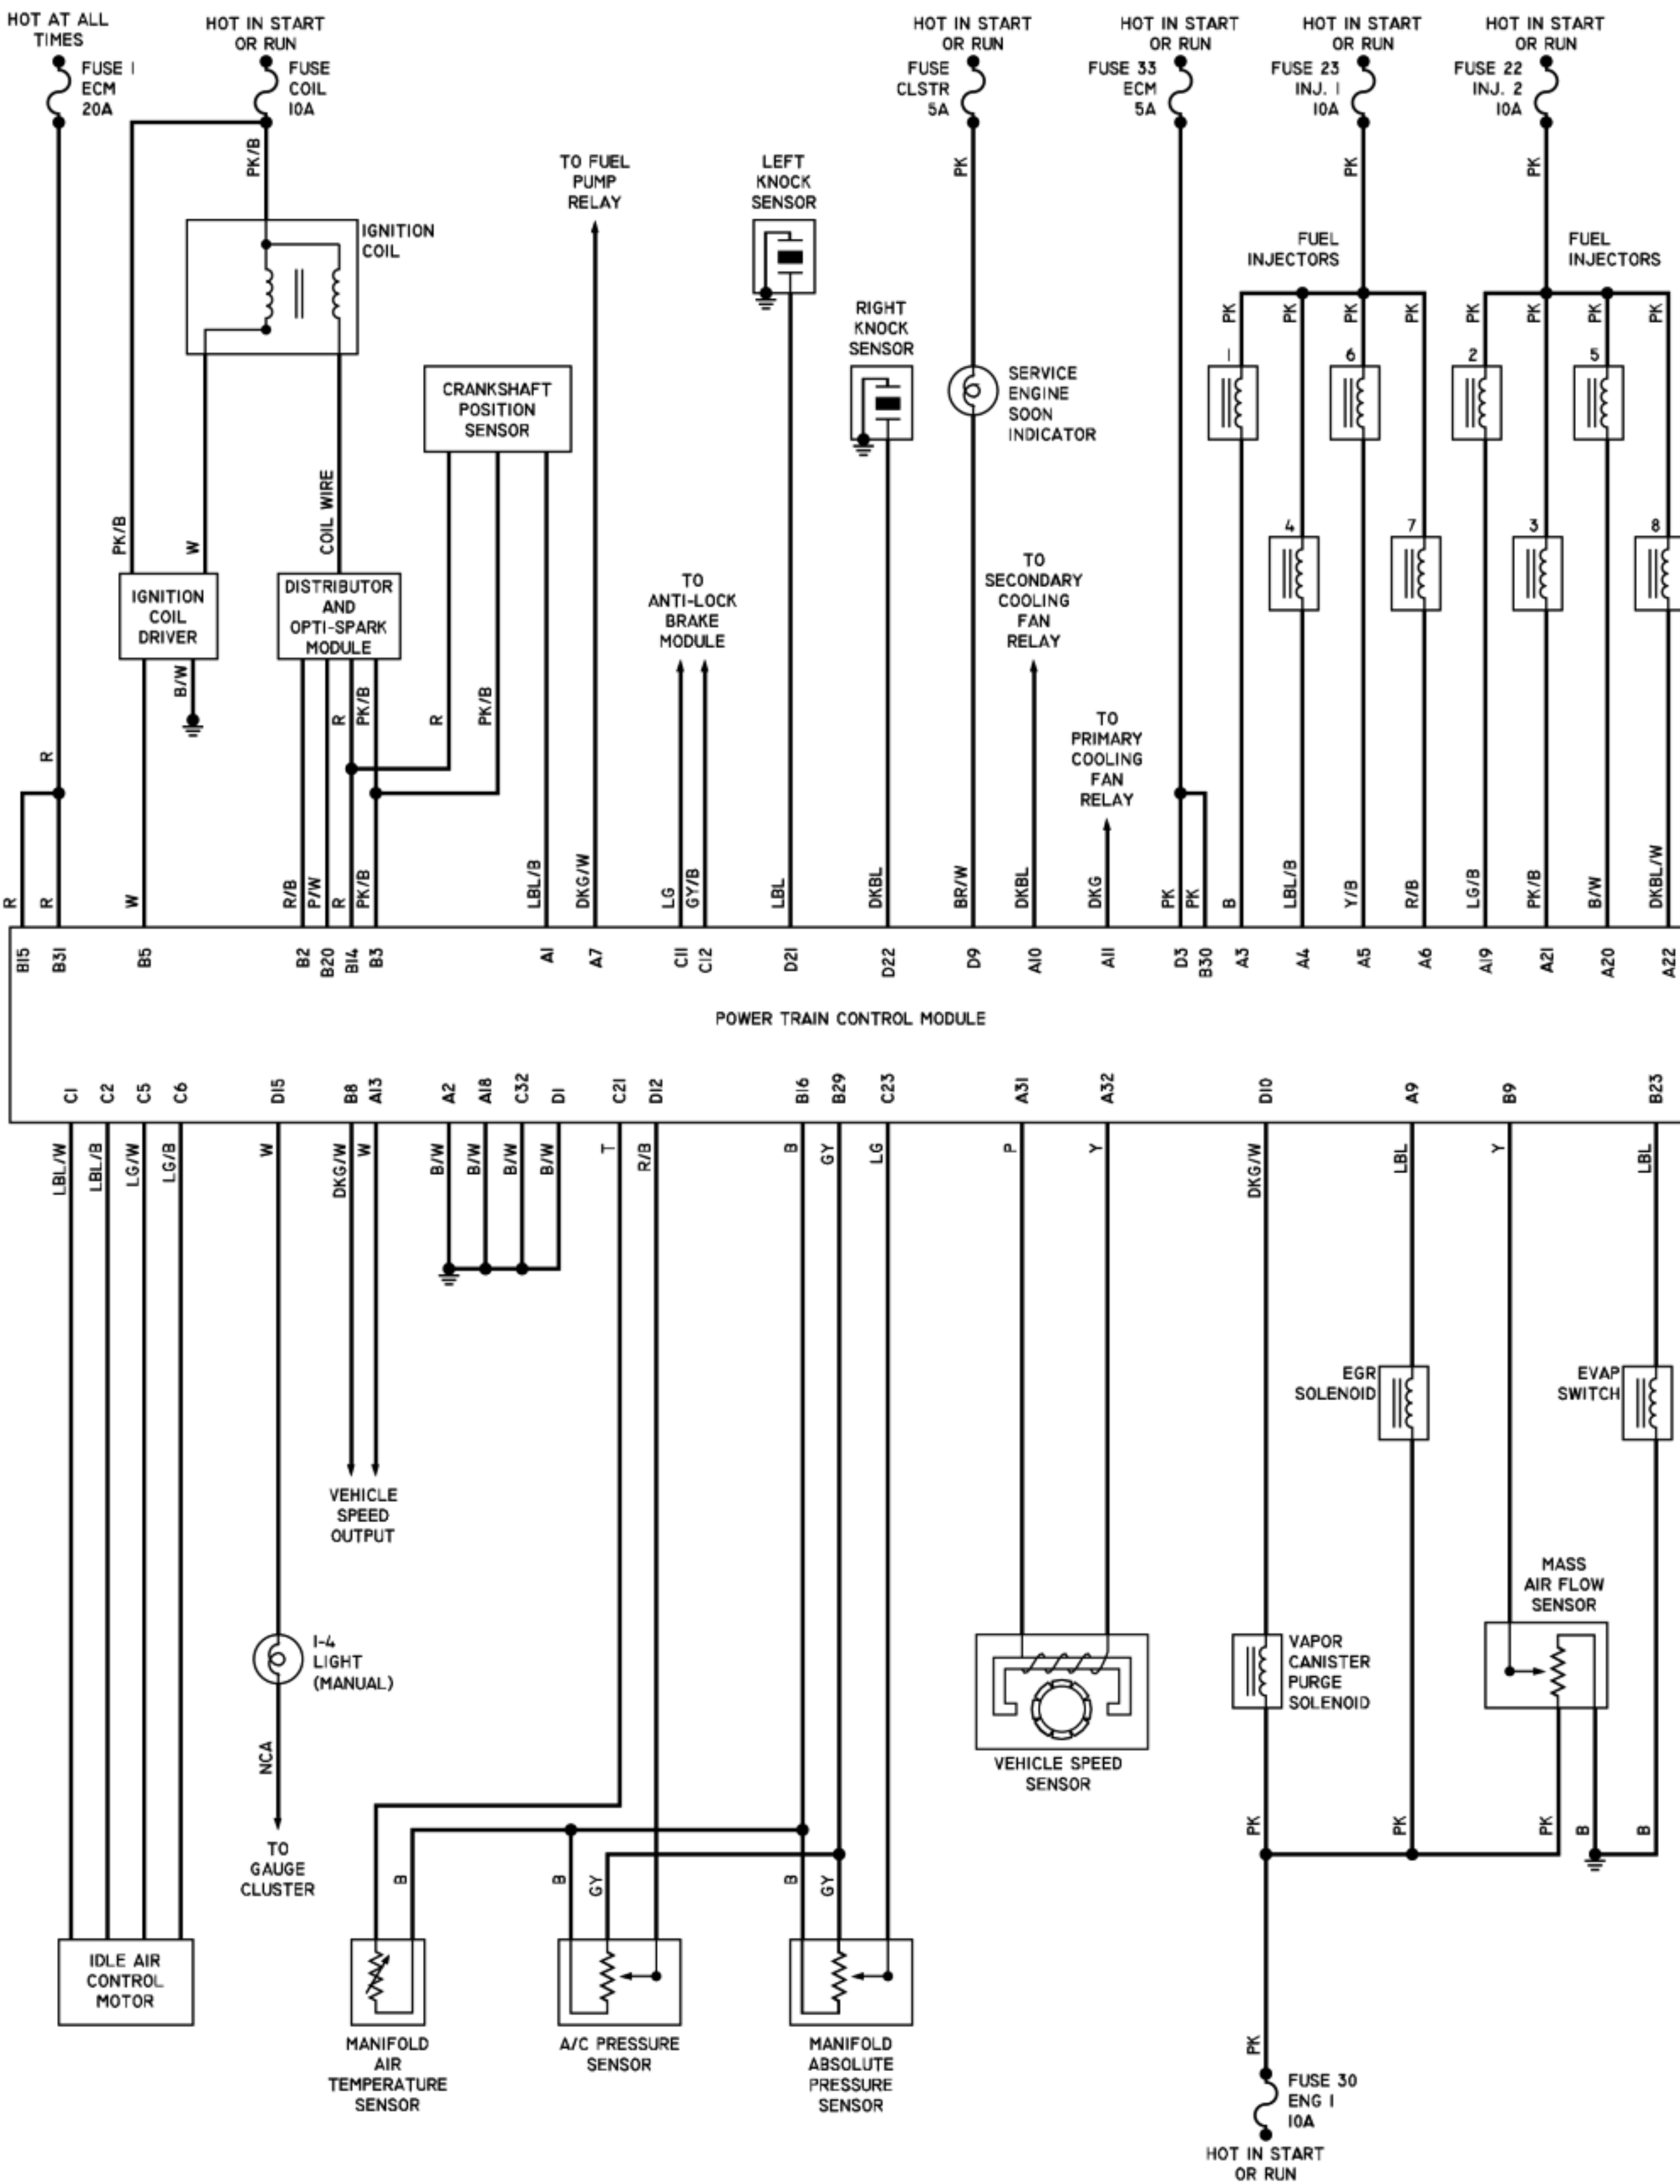 HOT AT ALL
TIMES
FUSE 1
ECM
20A
HOT IN START
OR RUN
FUSE
COIL
10A
HOT IN START
OR RUN
FUSE
CLSTR
5A
HOT IN START
OR RUN
FUSE 33
ECM
5A
HOT IN START
OR RUN
FUSE 23
INJ. 1
10A
HOT IN START
OR RUN
FUSE 22
INJ. 2
10A
PK/B
TO FUEL
PUMP
RELAY
LEFT
KNOCK
SENSOR
PK
PK
PK
IGNITION
COIL
FUEL
INJECTORS
FUEL
INJECTORS
RIGHT
KNOCK
SENSOR
PK
PK
PK
PK
PK
PK
PK
PK
1
6
2
5
CRANKSHAFT
POSITION
SENSOR
SERVICE
ENGINE
SOON
INDICATOR
PK/B
W
COIL WIRE
4
7
3
8
IGNITION
COIL
DRIVER
DISTRIBUTOR
AND
OPTI-SPARK
MODULE
TO
ANTI-LOCK
BRAKE
MODULE
TO
SECONDARY
COOLING
FAN
RELAY
B/W
R
PK/B
R
PK/B
TO
PRIMARY
COOLING
FAN
RELAY
R
R
R
W
R/B
P/W
R
PK/B
LBL/B
DKG/W
LG
GY/B
LBL
DKBL
BR/W
DKBL
DKG
PK
PK
B
LBL/B
Y/B
R/B
LG/B
PK/B
B/W
DKBL/W
B15
B31
B5
B2
B20
B14
B3
A1
A7
C11
C12
D21
D22
D9
A10
A11
D3
B30
A3
A4
A5
A6
A19
A21
A20
A22
POWER TRAIN CONTROL MODULE
C1
C2
C5
C6
D15
B8
A13
A2
A18
C32
D1
C21
D12
B16
B29
C23
A31
A32
D10
A9
B9
B23
LBL/W
LBL/B
LG/W
LG/B
W
DKG/W
W
B/W
B/W
B/W
B/W
T
R/B
B
GY
LG
P
Y
DKG/W
LBL
Y
LBL
EGR
SOLENOID
EVAP
SWITCH
VEHICLE
SPEED
OUTPUT
MASS
AIR FLOW
SENSOR
1-4
LIGHT
(MANUAL)
VAPOR
CANISTER
PURGE
SOLENOID
NCA
VEHICLE SPEED
SENSOR
PK
PK
PK
B
B
TO
GAUGE
CLUSTER
B
B
GY
B
GY
IDLE AIR
CONTROL
MOTOR
MANIFOLD
AIR
TEMPERATURE
SENSOR
A/C PRESSURE
SENSOR
MANIFOLD
ABSOLUTE
PRESSURE
SENSOR
PK
FUSE 30
ENG 1
10A
HOT IN START
OR RUN